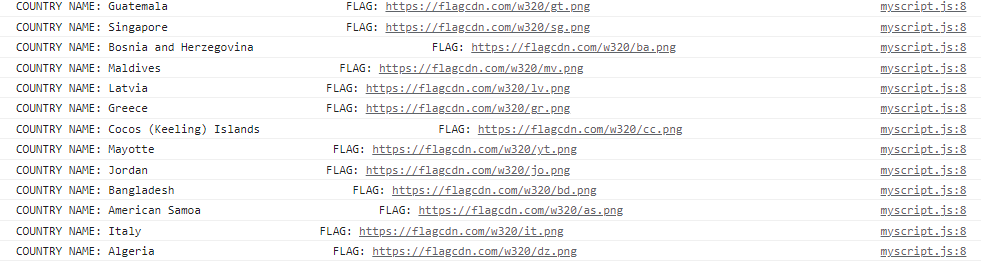 COUNTRY NAME: Guatemala FLAG: https://flagcdn.com/w320/gt.png myscript.js:8
COUNTRY NAME: Singapore FLAG: https://flagcdn.com/w320/sg.png myscript.js:8
COUNTRY NAME: Bosnia and Herzegovina FLAG: https://flagcdn.com/w320/ba.png myscript.js:8
COUNTRY NAME: Maldives FLAG: https://flagcdn.com/w320/mv.png myscript.js:8
COUNTRY NAME: Latvia FLAG: https://flagcdn.com/w320/lv.png myscript.js:8
COUNTRY NAME: Greece FLAG: https://flagcdn.com/w320/gr.png myscript.js:8
COUNTRY NAME: Cocos (Keeling) Islands FLAG: https://flagcdn.com/w320/cc.png myscript.js:8
COUNTRY NAME: Mayotte FLAG: https://flagcdn.com/w320/yt.png myscript.js:8
COUNTRY NAME: Jordan FLAG: https://flagcdn.com/w320/jo.png myscript.js:8
COUNTRY NAME: Bangladesh FLAG: https://flagcdn.com/w320/bd.png myscript.js:8
COUNTRY NAME: American Samoa FLAG: https://flagcdn.com/w320/as.png myscript.js:8
COUNTRY NAME: Italy FLAG: https://flagcdn.com/w320/it.png myscript.js:8
COUNTRY NAME: Algeria FLAG: https://flagcdn.com/w320/dz.png myscript.js:8